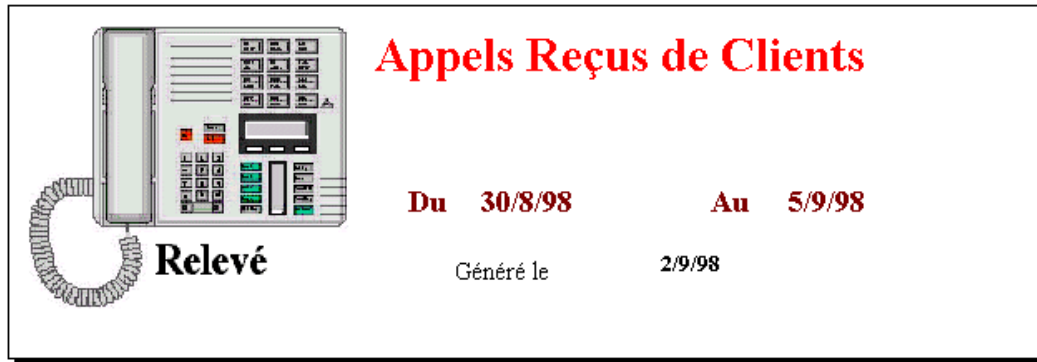 Appels Reçus de Clients
Du 30/8/98 Au 5/9/98
Relevé
Généré le 2/9/98